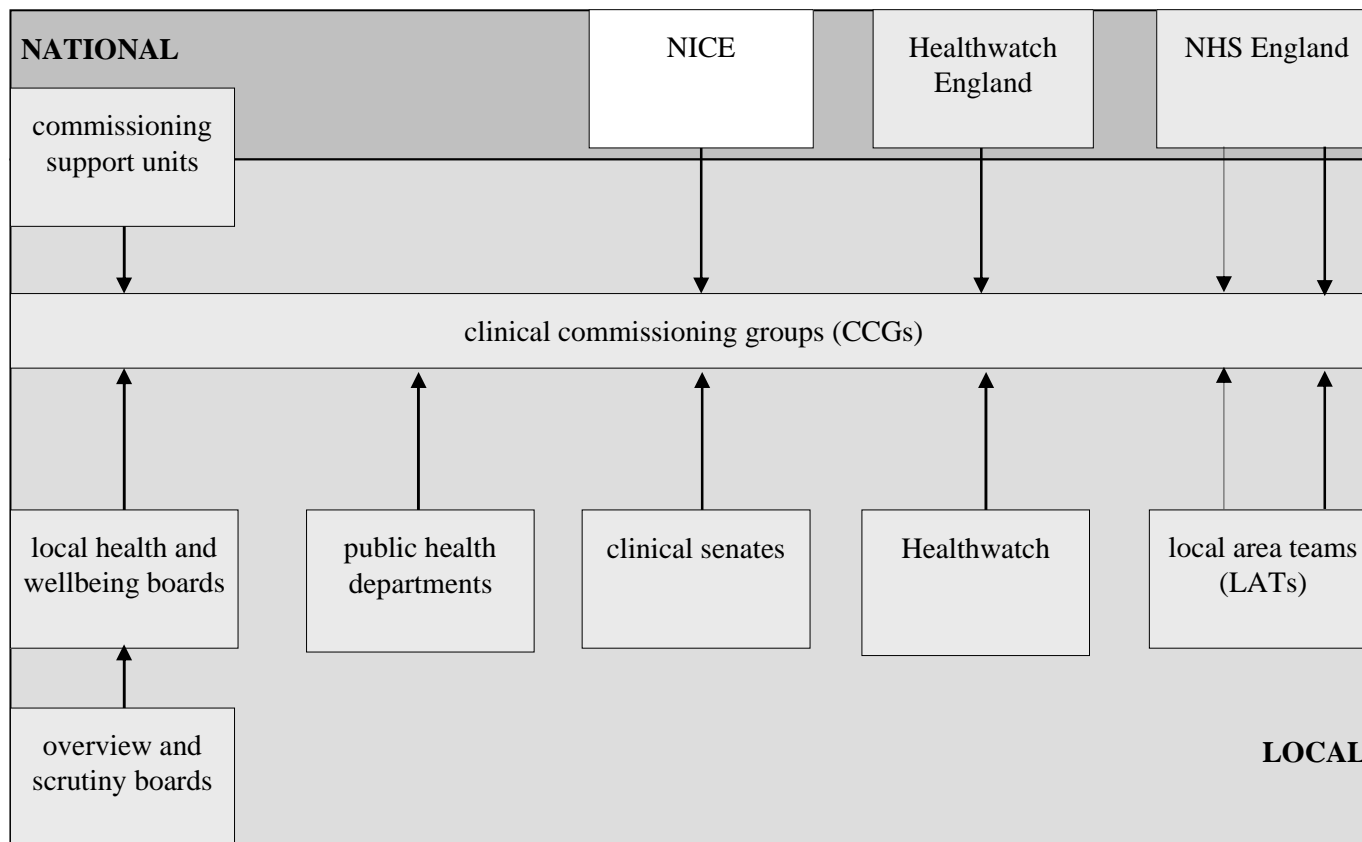 NATIONAL
NICE
Healthwatch
England
NHS England
commissioning
support units
clinical commissioning groups (CCGs)
local health and
wellbeing boards
public health
departments
clinical senates
Healthwatch
local area teams
(LATs)
overview and
scrutiny boards
LOCAL